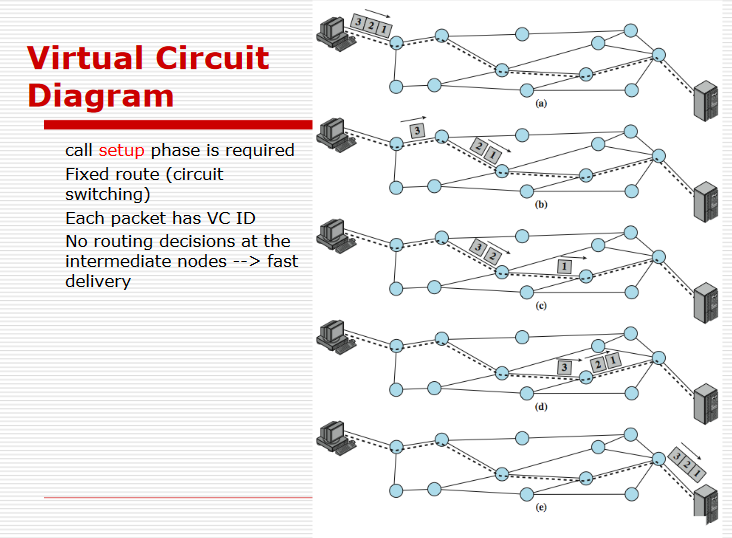 Virtual Circuit
Diagram
call setup phase is required
Fixed route (circuit
switching)
Each packet has VC ID
No routing decisions at the
intermediate nodes --> fast
delivery
3 2 1
(a)
3
2 1
(b)
3 2
1
(c)
3
2 1
(d)
3 2 1
(e)